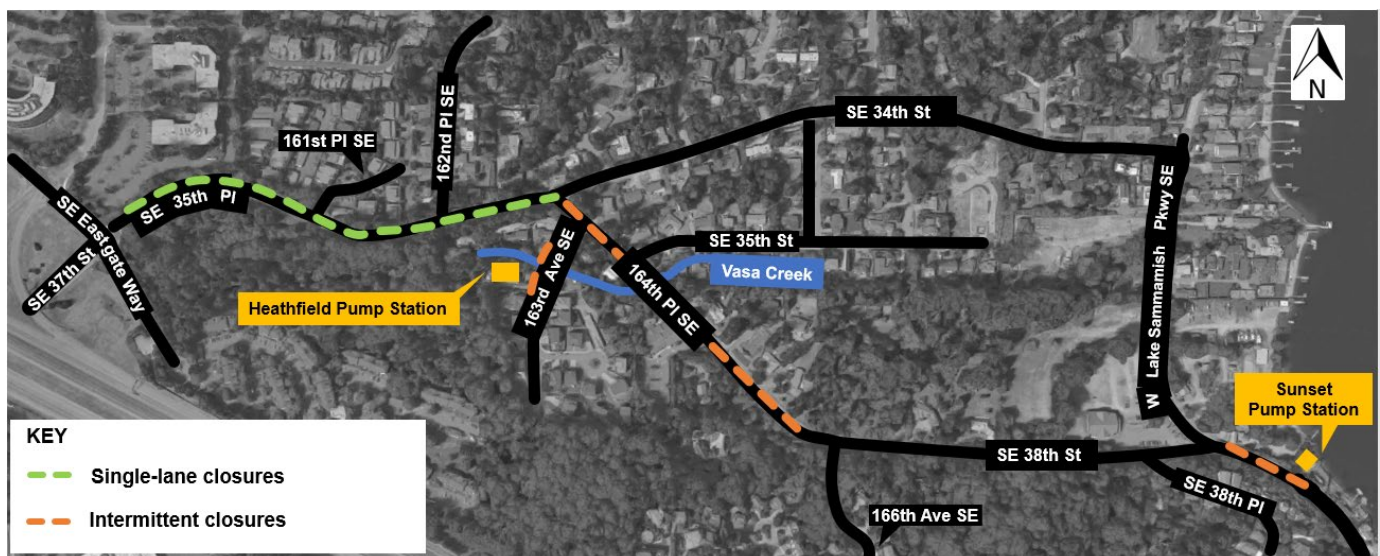 N
SE 34th St
162nd Pl SE
161st Pl SE
SE 35th Pl
SE Eastgate Way
SE 37th St
Heathfield Pump Station
163rd Ave SE
SE 35th St
164th Pl SE
Vasa Creek
W Lake Sammamish Pkwy SE
Sunset
Pump Station
SE 38th St
SE 38th Pl
166th Ave SE
KEY
Single-lane closures
Intermittent closures